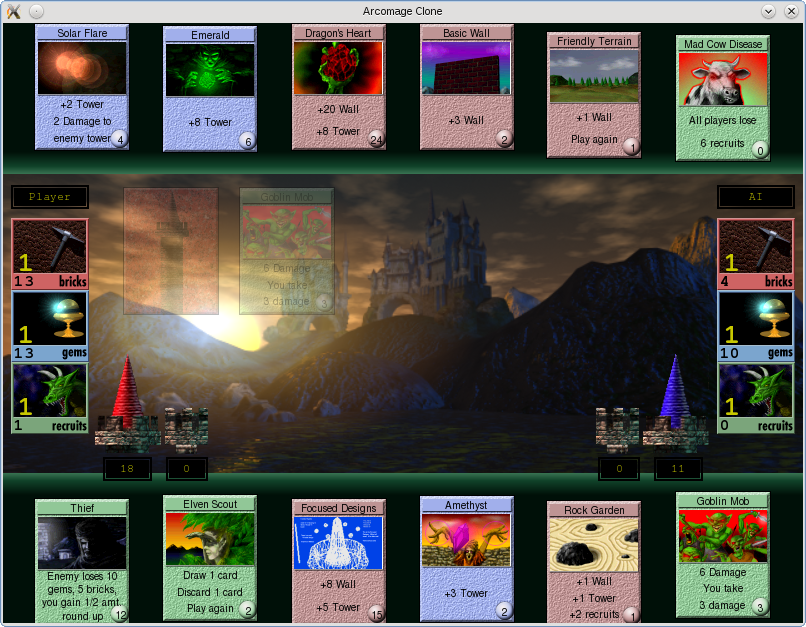 Arcomage Clone
Solar Flare
+2 Tower
2 Damage to
enemy tower
4
Emerald
+8 Tower
6
Dragon's Heart
+20 Wall
+8 Tower
24
Basic Wall
+3 Wall
2
Friendly Terrain
+1 Wall
Play again
1
Mad Cow Disease
All players lose
6 recruits
0
Player
1
13 bricks
1
13 gems
1
1 recruits
Goblin Mob
6 Damage
You take
3 damage
3
AI
1
4 bricks
1
10 gems
1
0 recruits
18
0
0
11
Thief
Enemy loses 10
gems, 5 bricks,
you gain 1/2 amt.
round up
12
Elven Scout
Draw 1 card
Discard 1 card
Play again
2
Focused Designs
+8 Wall
+5 Tower
15
Amethyst
+3 Tower
2
Rock Garden
+1 Wall
+1 Tower
+2 recruits
1
Goblin Mob
6 Damage
You take
3 damage
3